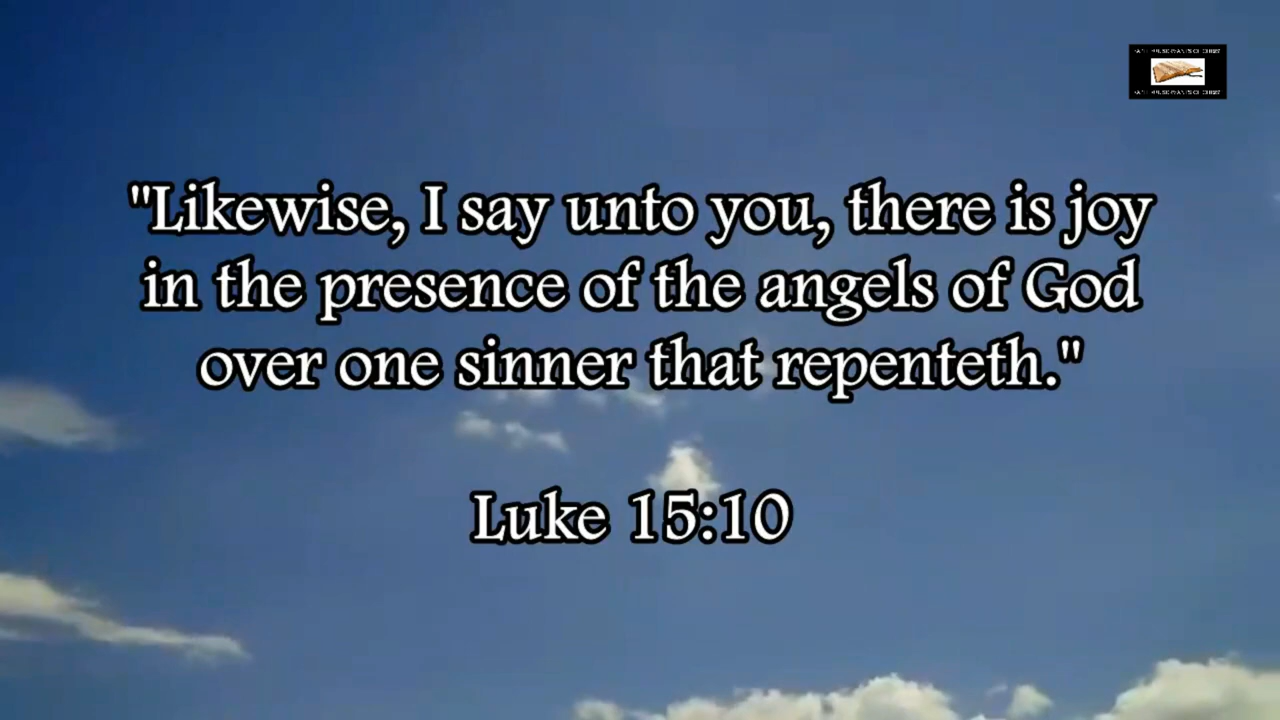 "Likewise, I say unto you, there is joy
in the presence of the angels of God
over one sinner that repenteth."
Luke 15:10